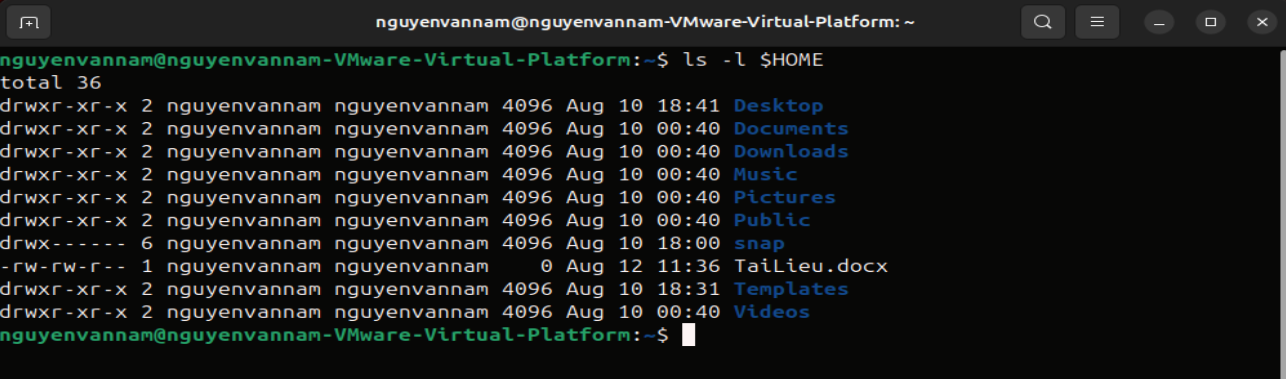 nguyenvannam@nguyenvannam-VMware-Virtual-Platform: ~
nguyenvannam@nguyenvannam-VMware-Virtual-Platform:~$ ls -l $HOME
total 36
drwxr-xr-x 2 nguyenvannam nguyenvannam 4096 Aug 10 18:41 Desktop
drwxr-xr-x 2 nguyenvannam nguyenvannam 4096 Aug 10 00:40 Documents
drwxr-xr-x 2 nguyenvannam nguyenvannam 4096 Aug 10 00:40 Downloads
drwxr-xr-x 2 nguyenvannam nguyenvannam 4096 Aug 10 00:40 Music
drwxr-xr-x 2 nguyenvannam nguyenvannam 4096 Aug 10 00:40 Pictures
drwxr-xr-x 2 nguyenvannam nguyenvannam 4096 Aug 10 00:40 Public
drwx------ 6 nguyenvannam nguyenvannam 4096 Aug 10 18:00 snap
-rw-rw-r-- 1 nguyenvannam nguyenvannam    0 Aug 12 11:36 TaiLieu.docx
drwxr-xr-x 2 nguyenvannam nguyenvannam 4096 Aug 10 18:31 Templates
drwxr-xr-x 2 nguyenvannam nguyenvannam 4096 Aug 10 00:40 Videos
nguyenvannam@nguyenvannam-VMware-Virtual-Platform:~$